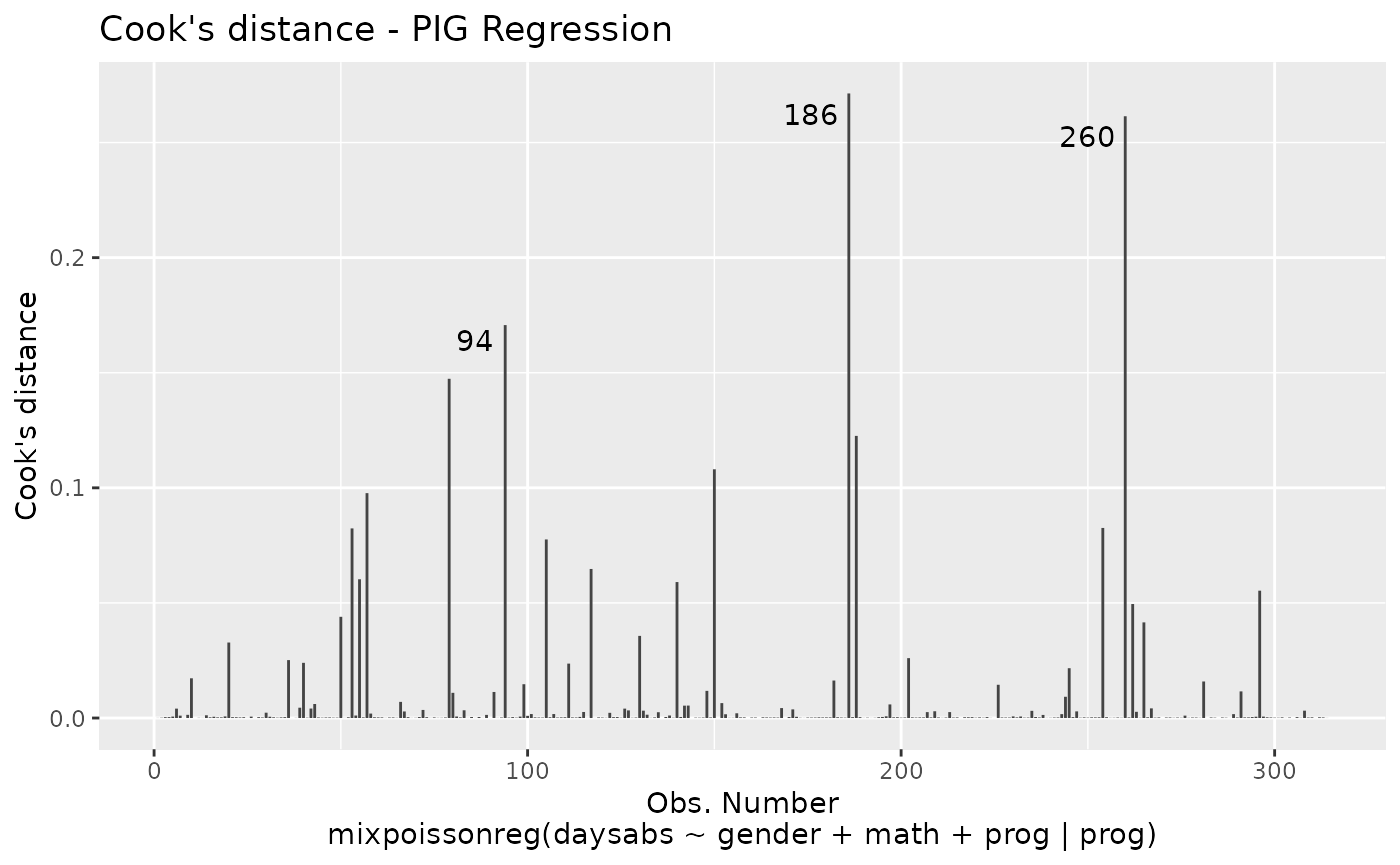 Cook's distance - PIG Regression
186
260
94
0.2
0.1
0.0
Cook's distance
0
100
200
300
Obs. Number
mixpoissonreg(daysabs ~ gender + math + prog | prog)